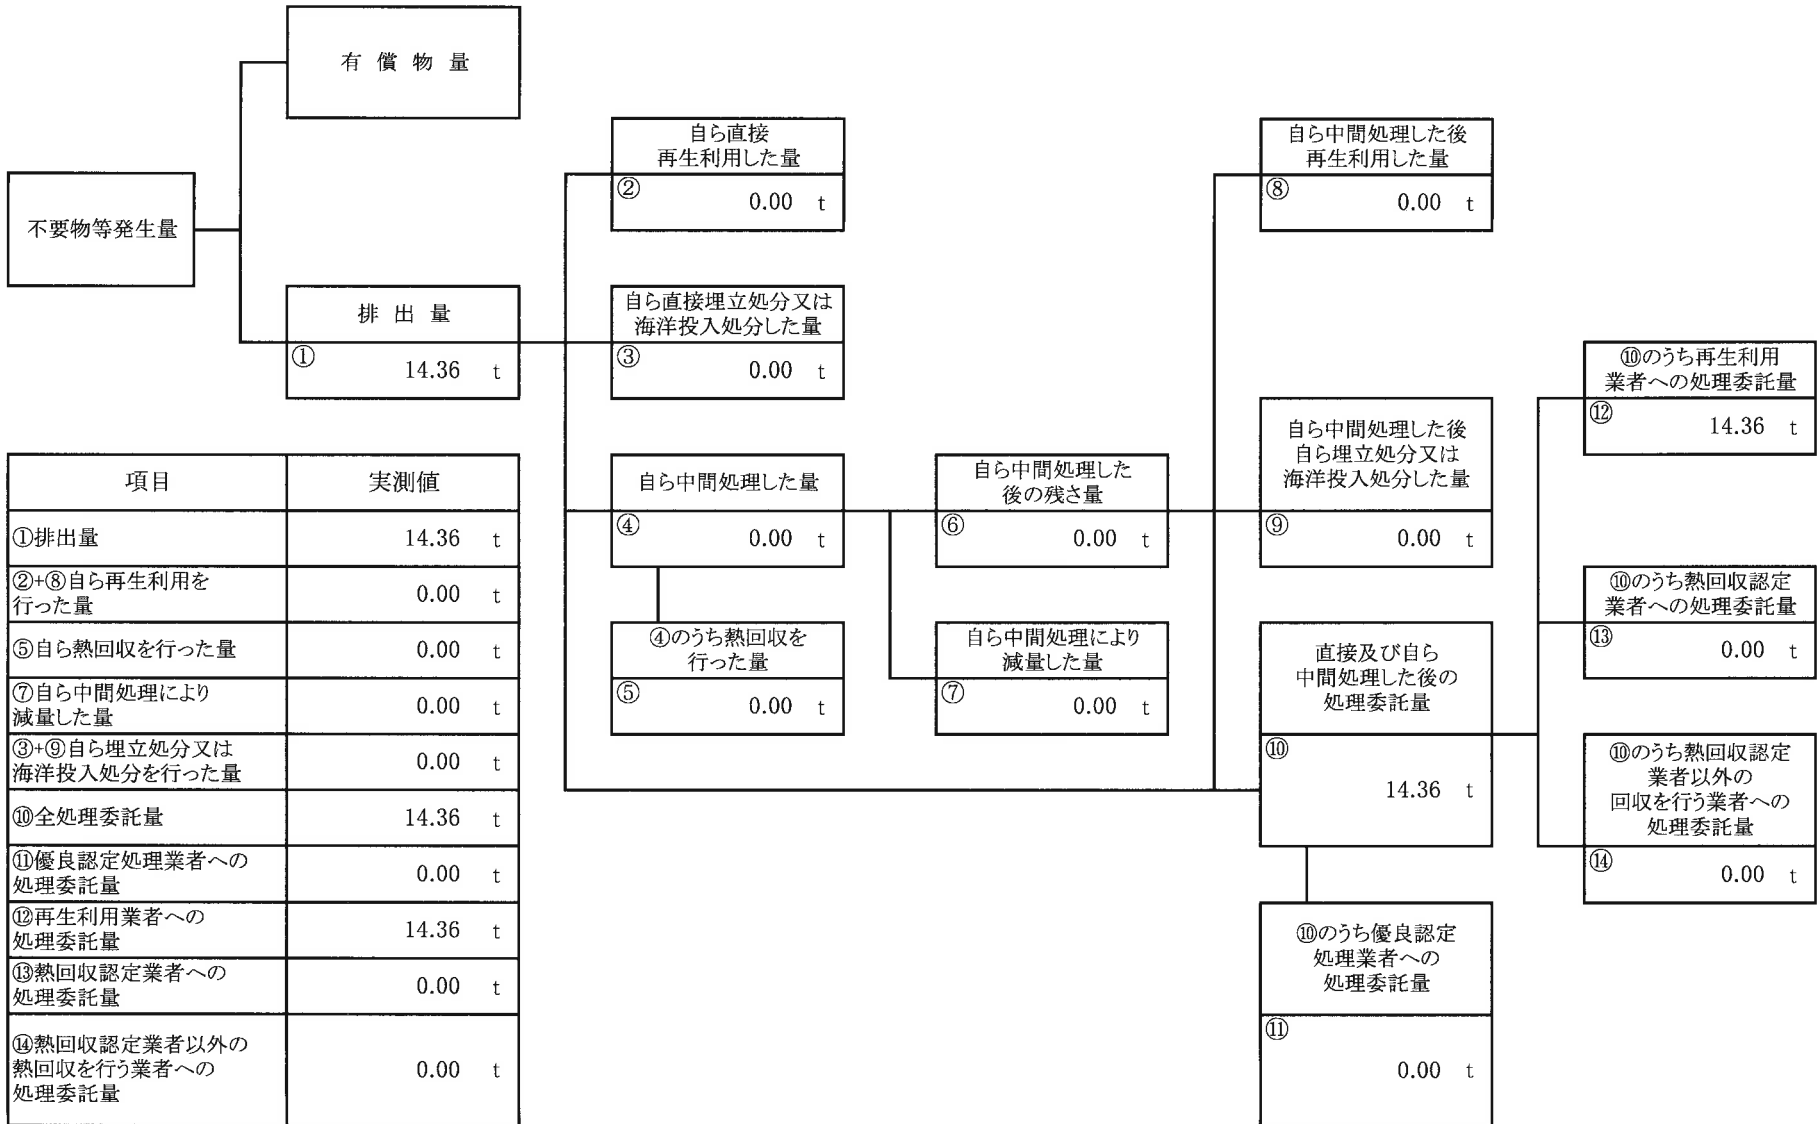 有 償 物 量
不要物等発生量
排 出 量
① 14.36 t
自ら直接
再生利用した量
② 0.00 t
自ら直接埋立処分又は
海洋投入処分した量
③ 0.00 t
自ら中間処理した量
④ 0.00 t
④のうち熱回収を
行った量
⑤ 0.00 t
自ら中間処理した
後の残さ量
⑥ 0.00 t
自ら中間処理により
減量した量
⑦ 0.00 t
自ら中間処理した後
再生利用した量
⑧ 0.00 t
自ら中間処理した後
自ら埋立処分又は
海洋投入処分した量
⑨ 0.00 t
直接及び自ら
中間処理した後の
処理委託量
⑩
14.36 t
⑩のうち優良認定
処理業者への
処理委託量
⑪
0.00 t
⑩のうち再生利用
業者への処理委託量
⑫ 14.36 t
⑩のうち熱回収認定
業者への処理委託量
⑬ 0.00 t
⑩のうち熱回収認定
業者以外の
回収を行う業者への
処理委託量
⑭ 0.00 t
項目 実測値
①排出量 14.36 t
②+⑧自ら再生利用を
行った量 0.00 t
⑤自ら熱回収を行った量 0.00 t
⑦自ら中間処理により
減量した量 0.00 t
③+⑨自ら埋立処分又は
海洋投入処分を行った量 0.00 t
⑩全処理委託量 14.36 t
⑪優良認定処理業者への
処理委託量 0.00 t
⑫再生利用業者への
処理委託量 14.36 t
⑬熱回収認定業者への
処理委託量 0.00 t
⑭熱回収認定業者以外の
熱回収を行う業者への
処理委託量 0.00 t